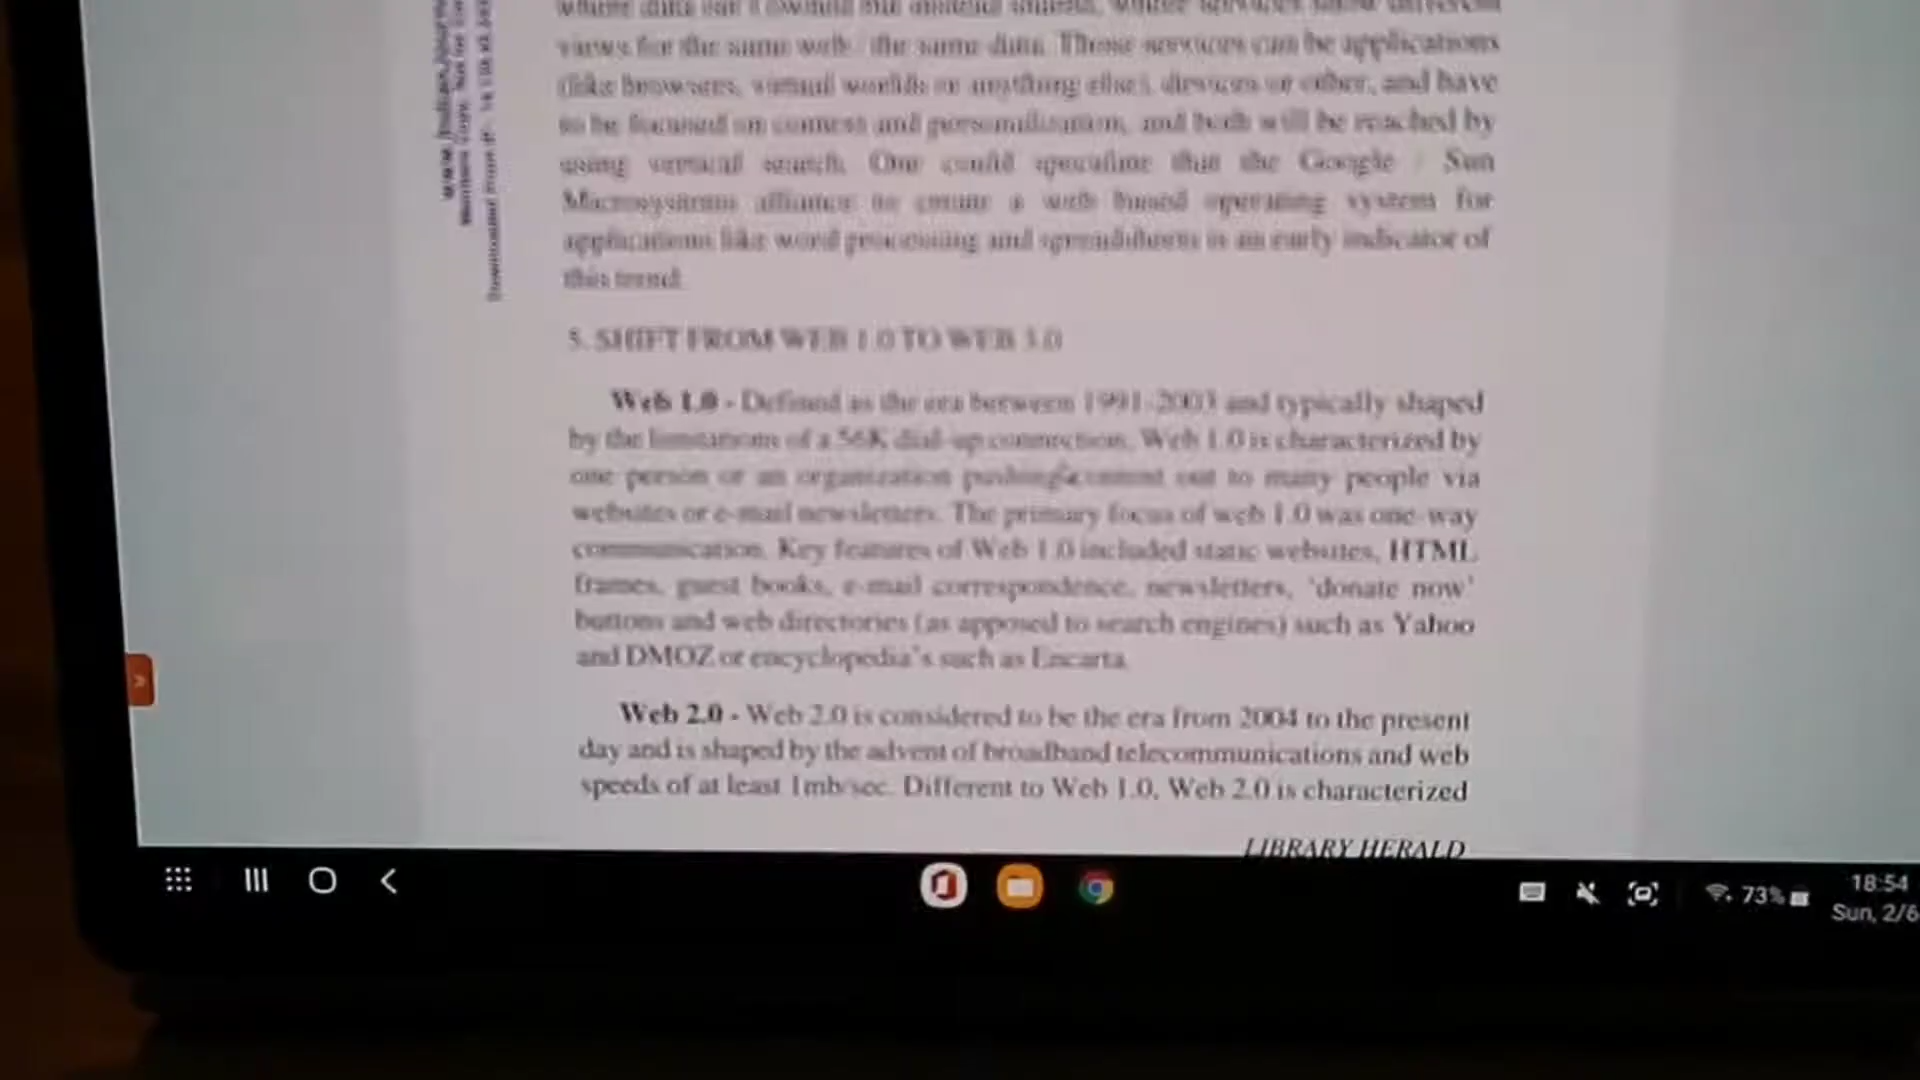 views for the same web / the same data. Those services can be applications
(like browsers, virtual worlds or anything else), devices or other, and have
to be focused on context and personalization, and both will be reached by
using vertical search. One could speculate that the Google / Sun
Macrosystems alliance to create a web based operating system for
applications like word processing and spreadsheets is an early indicator of
this trend.
5. SHIFT FROM WEB 1.0 TO WEB 3.0
Web 1.0 - Defined as the era between 1991-2003 and typically shaped
by the limitations of a 56K dial-up connection, Web 1.0 is characterized by
one person or an organization pushing content out to many people via
websites or e-mail newsletters. The primary focus of web 1.0 was one-way
communication. Key features of Web 1.0 included static websites, HTML
frames, guest books, e-mail correspondence, newsletters, 'donate now'
buttons and web directories (as apposed to search engines) such as Yahoo
and DMOZ or encyclopedia's such as Encarta.
Web 2.0 - Web 2.0 is considered to be the era from 2004 to the present
day and is shaped by the advent of broadband telecommunications and web
speeds of at least 1mb/sec. Different to Web 1.0, Web 2.0 is characterized
LIBRARY HERALD
73%
18:54
Sun, 2/6